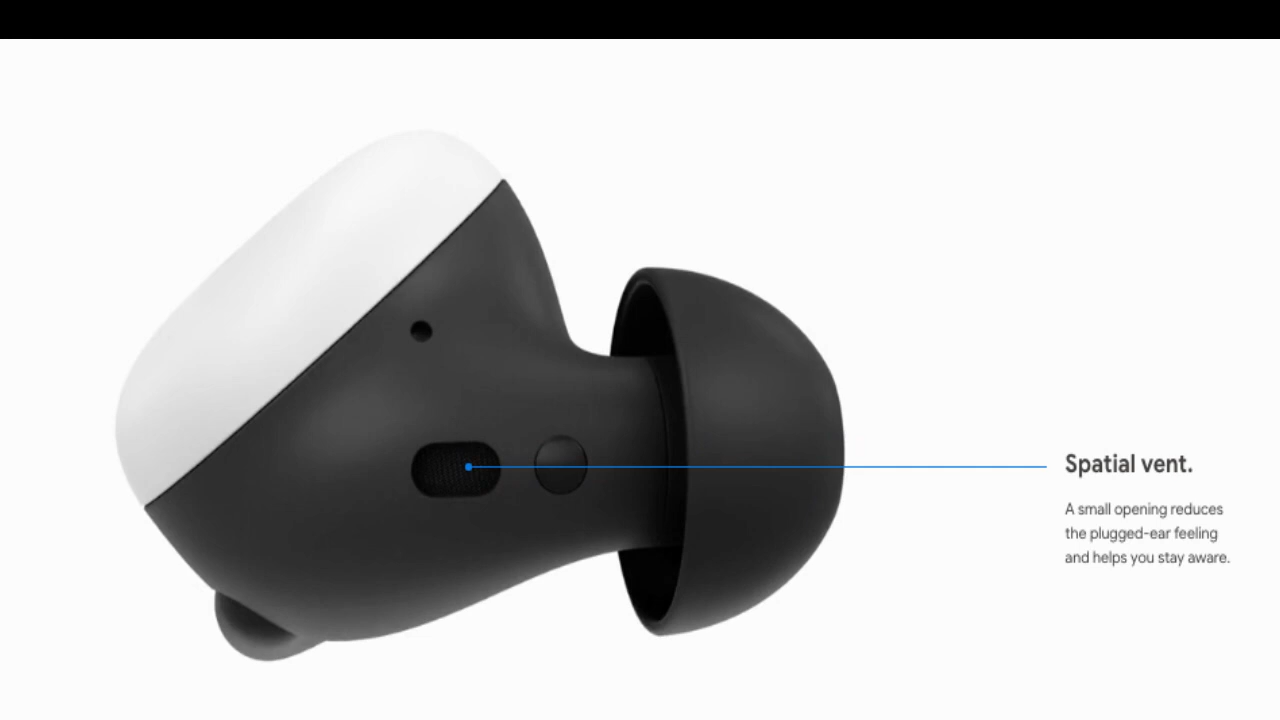 Spatial vent.
A small opening reduces
the plugged-ear feeling
and helps you stay aware.